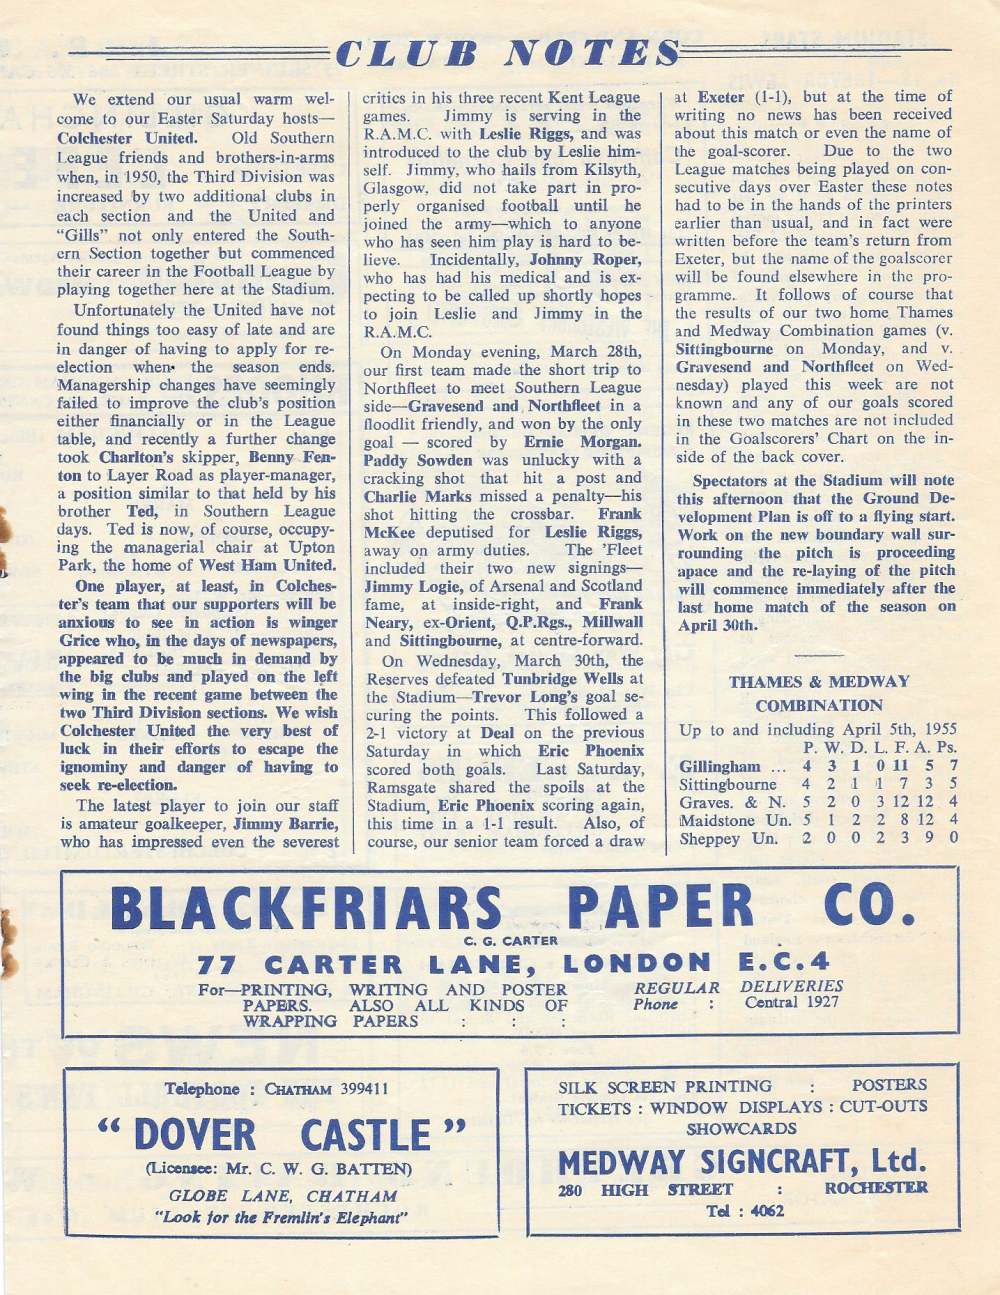 CLUB NOTES
We extend our usual warm wel-
come to our Easter Saturday hosts—
Colchester United. Old Southern
League friends and brothers-in-arms
when, in 1950, the Third Division was
increased by two additional clubs in
each section and the United and
“Gills” not only entered the South-
ern Section together but commenced
their career in the Football League by
playing together here at the Stadium.
Unfortunately the United have not
found things too easy of late and are
in danger of having to apply for re-
election when the season ends.
Managership changes have seemingly
failed to improve the club's position
either financially or in the League
table, and recently a further change
took Charlton's skipper, Benny Fen-
ton to Layer Road as player-manager,
a position similar to that held by his
brother Ted, in Southern League
days. Ted is now, of course, occupy-
ing the managerial chair at Upton
Park, the home of West Ham United.
One player, at least, in Colches-
ter's team that our supporters will be
anxious to see in action is winger
Grice who, in the days of newspapers,
appeared to be much in demand by
the big clubs and played on the left
wing in the recent game between the
two Third Division sections. We wish
Colchester United the very best of
luck in their efforts to escape the
ignominy and danger of having to
seek re-election.
The latest player to join our staff
is amateur goalkeeper, Jimmy Barrie,
who has impressed even the severest
critics in his three recent Kent League
games. Jimmy is serving in the
R.A.M.C. with Leslie Riggs, and was
introduced to the club by Leslie him-
self. Jimmy, who hails from Kilsyth,
Glasgow, did not take part in pro-
perly organised football until he
joined the army—which to anyone
who has seen him play is hard to be-
lieve. Incidentally, Johnny Roper,
who has had his medical and is ex-
pecting to be called up shortly hopes
to join Leslie and Jimmy in the
R.A.M.C.
On Monday evening, March 28th,
our first team made the short trip to
Northfleet to meet Southern League
side—Gravesend and Northfleet in a
floodlit friendly, and won by the only
goal — scored by Ernie Morgan.
Paddy Sowden was unlucky with a
cracking shot that hit a post and
Charlie Marks missed a penalty—his
shot hitting the crossbar. Frank
McKee deputised for Leslie Riggs,
away on army duties. The 'Fleet
included their two new signings—
Jimmy Logie, of Arsenal and Scotland
fame, at inside-right, and Frank
Neary, ex-Orient, Q.P.Rgs., Millwall
and Sittingbourne, at centre-forward.
On Wednesday, March 30th, the
Reserves defeated Tunbridge Wells at
the Stadium—Trevor Long's goal se-
curing the points. This followed a
2-1 victory at Deal on the previous
Saturday in which Eric Phoenix
scored both goals. Last Saturday,
Ramsgate shared the spoils at the
Stadium, Eric Phoenix scoring again,
this time in a 1-1 result. Also, of
course, our senior team forced a draw
at Exeter (1-1), but at the time of
writing no news has been received
about this match or even the name of
the goal-scorer. Due to the two
League matches being played on con-
secutive days over Easter these notes
had to be in the hands of the printers
earlier than usual, and in fact were
written before the team's return from
Exeter, but the name of the goalscorer
will be found elsewhere in the pro-
gramme. It follows of course that
the results of our two home Thames
and Medway Combination games (v.
Sittingbourne on Monday, and v.
Gravesend and Northfleet on Wed-
nesday) played this week are not
known and any of our goals scored
in these two matches are not included
in the Goalscorers' Chart on the in-
side of the back cover.
Spectators at the Stadium will note
this afternoon that the Ground De-
velopment Plan is off to a flying start.
Work on the new boundary wall sur-
rounding the pitch is proceeding
apace and the re-laying of the pitch
will commence immediately after the
last home match of the season on
April 30th.
THAMES & MEDWAY
COMBINATION
Up to and including April 5th, 1955
P. W. D. L. F. A. Ps.
Gillingham ... 4 3 1 0 11 5 7
Sittingbourne 4 2 1 1 7 3 5
Graves. & N. 5 2 0 3 12 12 4
Maidstone Un. 5 1 2 2 8 12 4
Sheppey Un. 2 0 0 2 3 9 0
BLACKFRIARS PAPER CO.
C. G. CARTER
77 CARTER LANE, LONDON E.C.4
For—PRINTING, WRITING AND POSTER
PAPERS. ALSO ALL KINDS OF
WRAPPING PAPERS : : :
REGULAR DELIVERIES
Phone : Central 1927
Telephone : CHATHAM 399411
“DOVER CASTLE”
(Licensee: Mr. C. W. G. BATTEN)
GLOBE LANE, CHATHAM
"Look for the Fremlin's Elephant"
SILK SCREEN PRINTING : POSTERS
TICKETS : WINDOW DISPLAYS : CUT-OUTS
SHOWCARDS
MEDWAY SIGNCRAFT, Ltd.
280 HIGH STREET : ROCHESTER
Tel : 4062